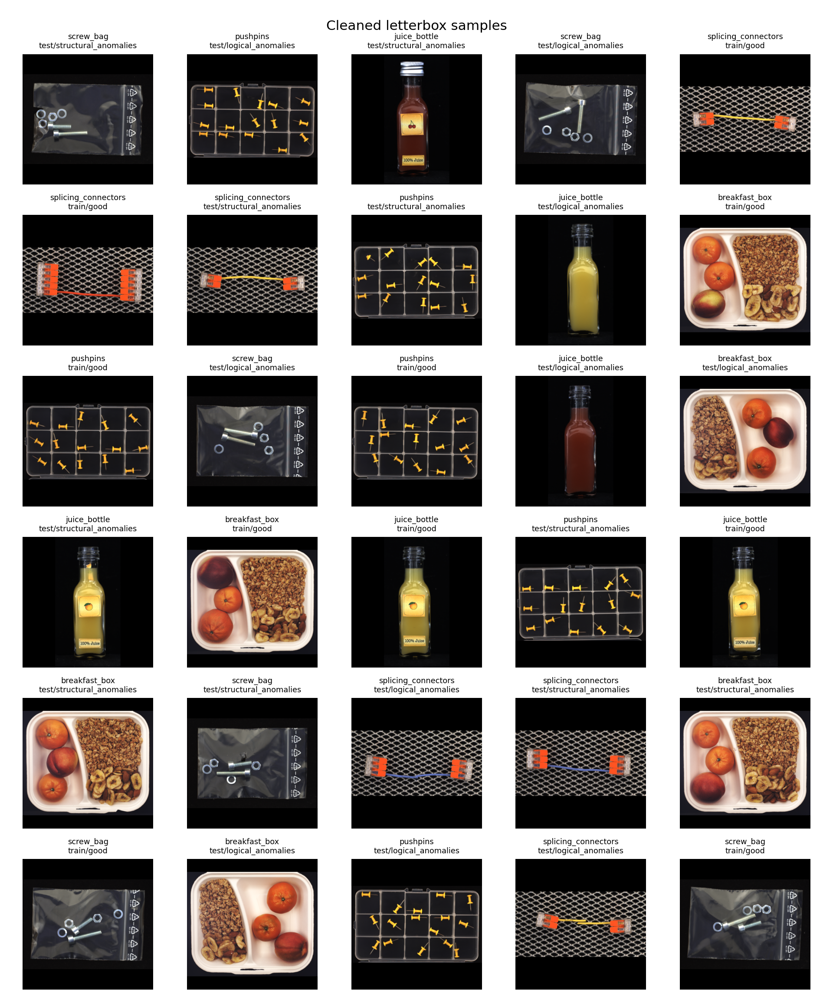 Cleaned letterbox samples
screw_bag
test/structural_anomalies
pushpins
test/logical_anomalies
juice_bottle
test/structural_anomalies
screw_bag
test/logical_anomalies
splicing_connectors
train/good
100% Juice
splicing_connectors
train/good
splicing_connectors
test/structural_anomalies
pushpins
test/structural_anomalies
juice_bottle
test/logical_anomalies
breakfast_box
train/good
pushpins
train/good
screw_bag
test/logical_anomalies
pushpins
train/good
juice_bottle
test/logical_anomalies
breakfast_box
test/logical_anomalies
juice_bottle
test/structural_anomalies
breakfast_box
train/good
juice_bottle
train/good
pushpins
test/structural_anomalies
juice_bottle
train/good
100% Juice
100% Juice
100% Juice
breakfast_box
test/structural_anomalies
screw_bag
test/structural_anomalies
splicing_connectors
test/logical_anomalies
splicing_connectors
test/structural_anomalies
breakfast_box
test/structural_anomalies
screw_bag
train/good
breakfast_box
test/logical_anomalies
pushpins
test/logical_anomalies
splicing_connectors
test/logical_anomalies
screw_bag
train/good